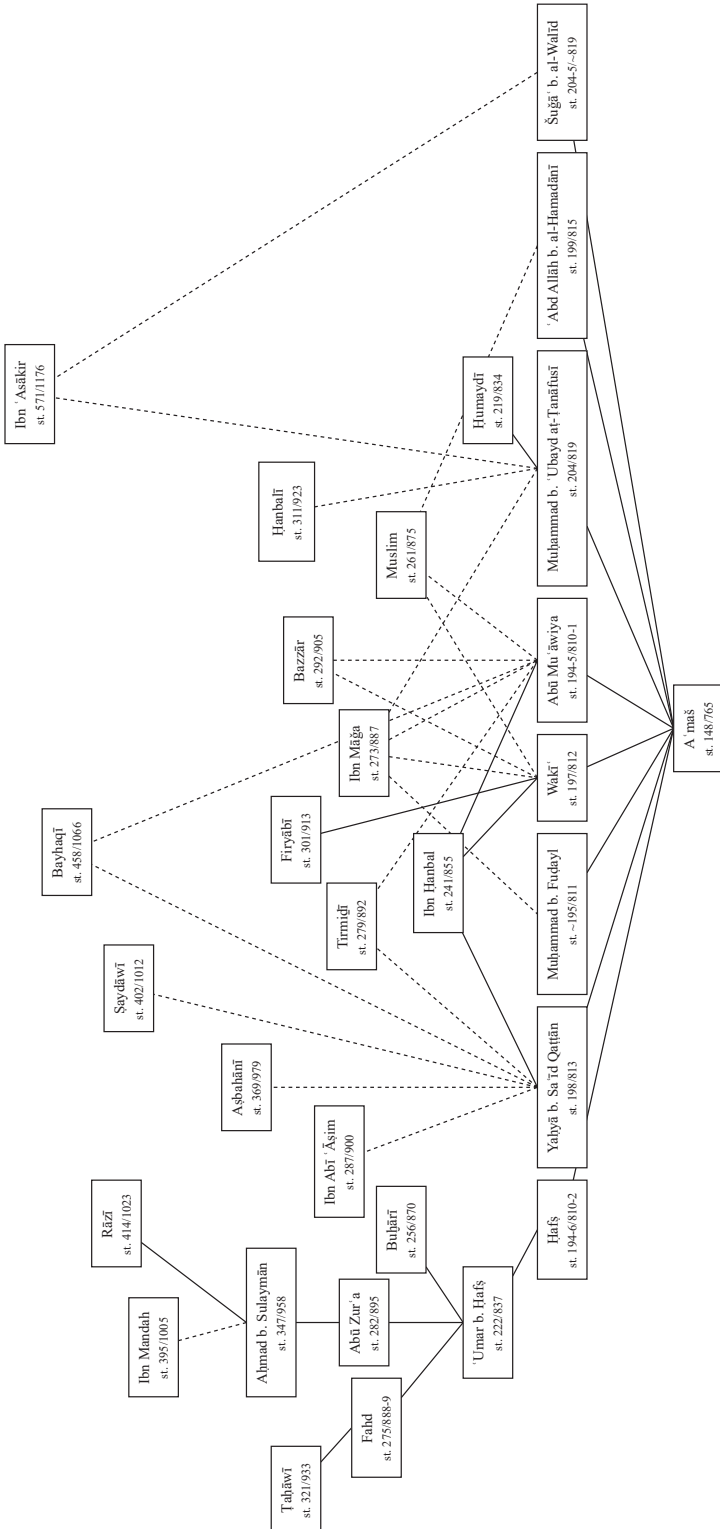 Ibn ʿAsākir
st. 571/1176
Bayhaqī
st. 458/1066
Ṣaydāwī
st. 402/1012
Rāzī
st. 414/1023
Ibn Mandah
st. 395/1005
Aṣbahānī
st. 369/979
Aḥmad b. Sulaymān
st. 347/958
Ḥanbalī
st. 311/923
Bazzār
st. 292/905
Firyābī
st. 301/913
Ibn Abī ʿĀṣim
st. 287/900
Ṭaḥāwī
st. 321/933
Ibn Māǧa
st. 273/887
Tirmiḏī
st. 279/892
Abū Zurʿa
st. 282/895
Fahd
st. 275/888-9
Muslim
st. 261/875
Buḫārī
st. 256/870
Ḥumaydī
st. 219/834
Ibn Ḥanbal
st. 241/855
ʿUmar b. Ḥafṣ
st. 222/837
Šuǧāʿ b. al-Walīd
st. 204-5/~819
ʿAbd Allāh b. al-Hamadānī
st. 199/815
Muḥammad b. ʿUbayd aṭ-Ṭanāfusī
st. 204/819
Abū Muʿāwiya
st. 194-5/810-1
Wakīʿ
st. 197/812
Muḥammad b. Fuḍayl
st. ~195/811
Yaḥyā b. Saʿīd Qaṭṭān
st. 198/813
Ḥafṣ
st. 194-6/810-2
Aʿmaš
st. 148/765